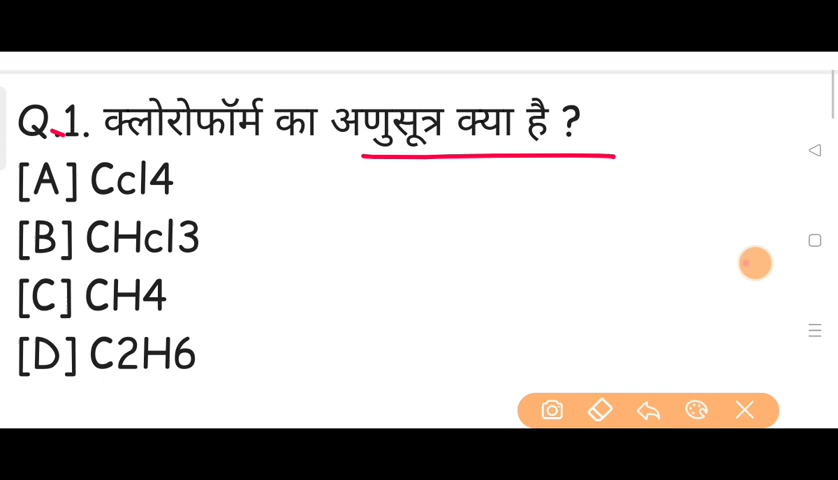 Q.1. क्लोरोफॉर्म का अणुसूत्र क्या है ?
[A] Ccl4
[B] CHcl3
[C] CH4
[D] C2H6